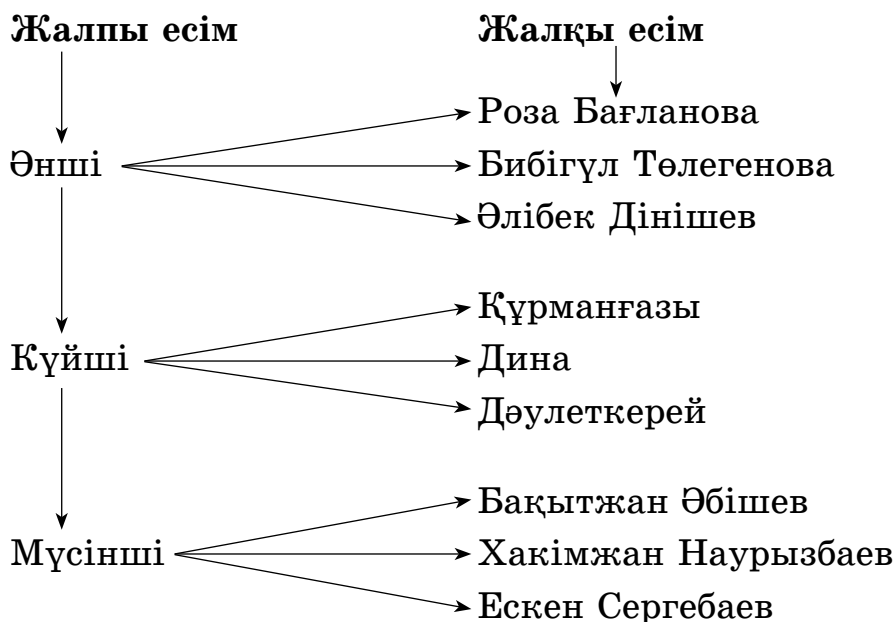 Жалпы есім Жалқы есім
Роза Бағланова
Әнші Бибігүл Төлегенова
Әлібек Дінішев
Құрманғазы
Күйші Дина
Дәулеткерей
Бақытжан Әбішев
Мүсінші Хакімжан Наурызбаев
Ескен Сергебаев